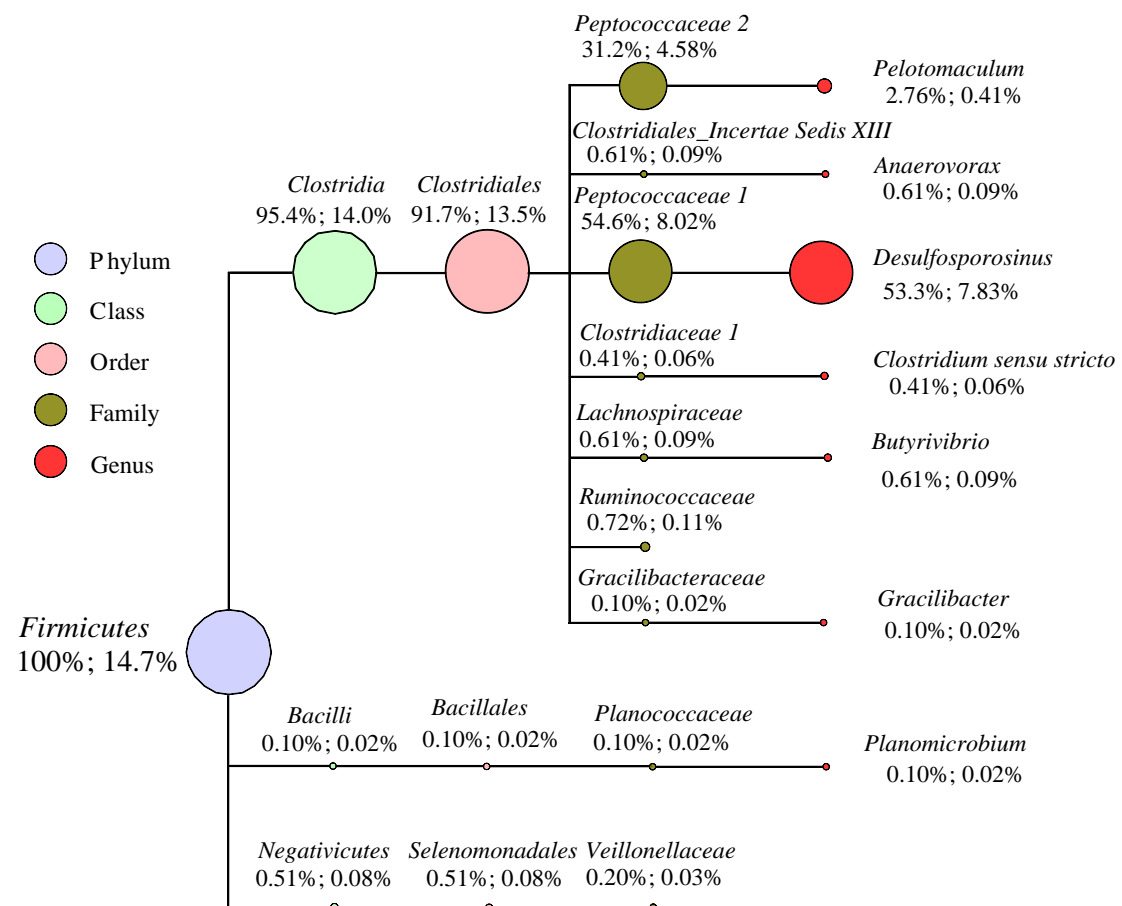 Peptococcaceae 2
31.2%; 4.58%
Pelotomaculum
2.76%; 0.41%
Clostridiales_Incertae Sedis XIII
0.61%; 0.09%
Anaerovorax
0.61%; 0.09%
Clostridia
95.4%; 14.0%
Clostridiales
91.7%; 13.5%
Peptococcaceae 1
54.6%; 8.02%
Desulfosporosinus
53.3%; 7.83%
Phylum
Class
Order
Family
Genus
Clostridiaceae 1
0.41%; 0.06%
Clostridium sensu stricto
0.41%; 0.06%
Lachnospiraceae
0.61%; 0.09%
Butyrivibrio
0.61%; 0.09%
Ruminococcaceae
0.72%; 0.11%
Gracilibacteraceae
0.10%; 0.02%
Gracilibacter
0.10%; 0.02%
Firmicutes
100%; 14.7%
Bacilli
0.10%; 0.02%
Bacillales
0.10%; 0.02%
Planococcaceae
0.10%; 0.02%
Planomicrobium
0.10%; 0.02%
Negativicutes
0.51%; 0.08%
Selenomonadales
0.51%; 0.08%
Veillonellaceae
0.20%; 0.03%